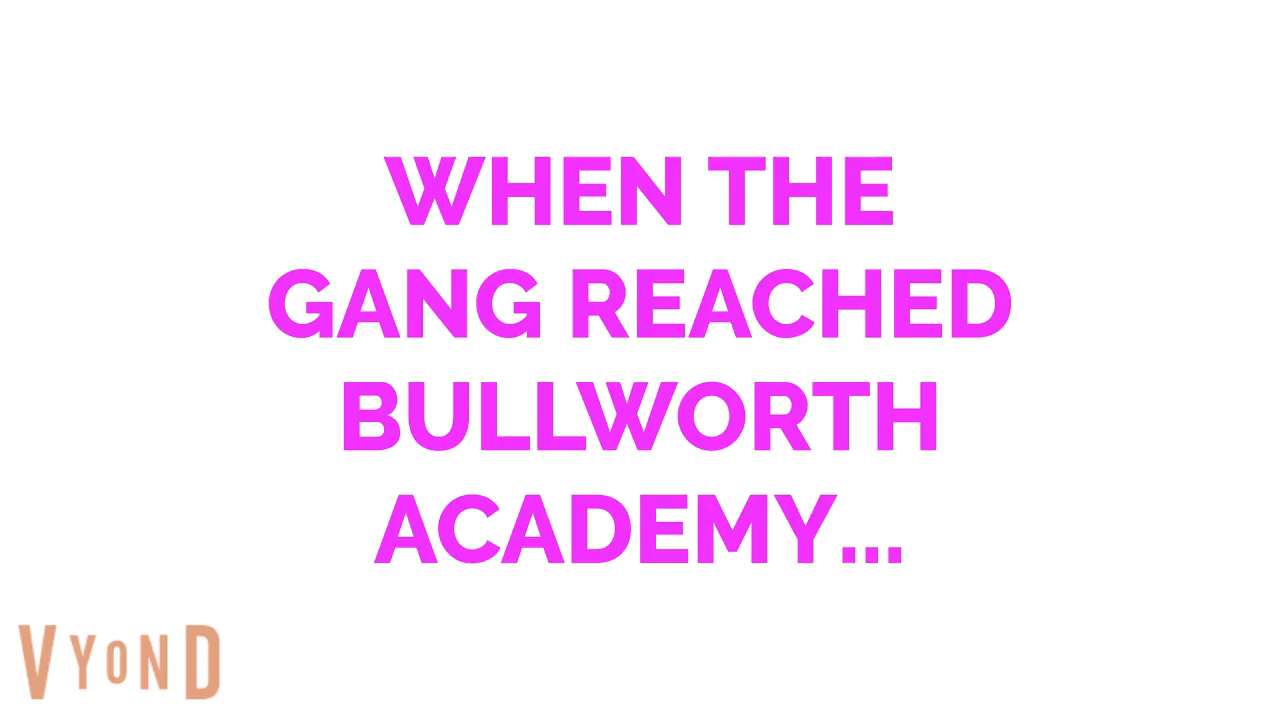 WHEN THE
GANG REACHED
BULLWORTH
ACADEMY...
VYOND